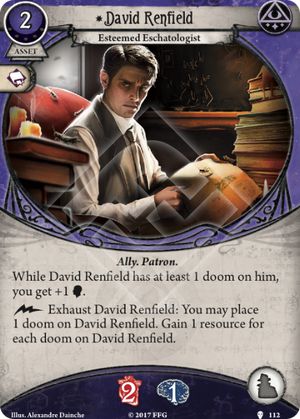 2
David Renfield
ASSET
Esteemed Eschatologist
Ally. Patron.
While David Renfield has at least 1 doom on him,
you get +1 .
Exhaust David Renfield: You may place
1 doom on David Renfield. Gain 1 resource for
each doom on David Renfield.
2
1
Illus. Alexandre Dainche
© 2017 FFG
112